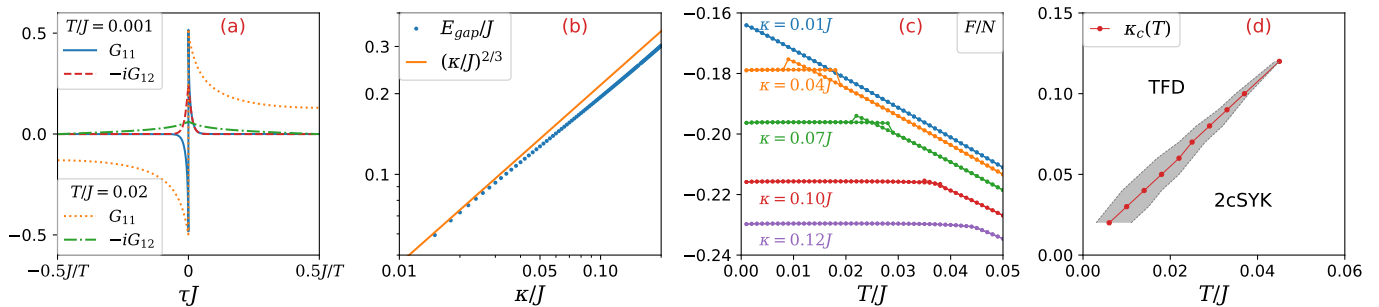 (a)
T/J = 0.001
G₁₁
−iG₁₂
T/J = 0.02
G₁₁
−iG₁₂
0.5
0.0
−0.5
−0.5J/T
0
0.5J/T
τJ
(b)
E_gap/J
(κ/J)^2/3
0.3
0.2
0.1
0.01
0.05
0.10
κ/J
(c)
F/N
κ = 0.01J
κ = 0.04J
κ = 0.07J
κ = 0.10J
κ = 0.12J
−0.16
−0.18
−0.20
−0.22
−0.24
0.00
0.01
0.02
0.03
0.04
0.05
T/J
(d)
κ_c(T)
TFD
2cSYK
0.15
0.10
0.05
0.00
0.00
0.02
0.04
0.06
T/J